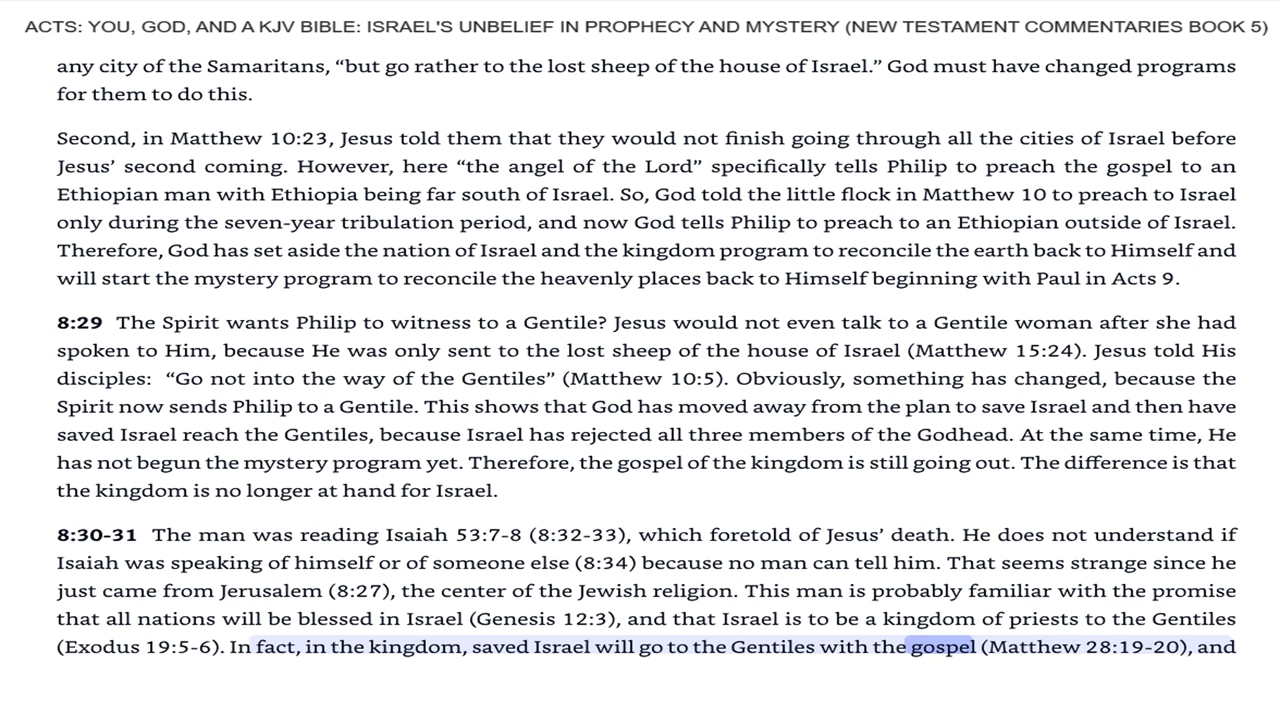 ACTS: YOU, GOD, AND A KJV BIBLE: ISRAEL'S UNBELIEF IN PROPHECY AND MYSTERY (NEW TESTAMENT COMMENTARIES BOOK 5)
any city of the Samaritans, “but go rather to the lost sheep of the house of Israel.” God must have changed programs
for them to do this.
Second, in Matthew 10:23, Jesus told them that they would not finish going through all the cities of Israel before
Jesus’ second coming. However, here “the angel of the Lord” specifically tells Philip to preach the gospel to an
Ethiopian man with Ethiopia being far south of Israel. So, God told the little flock in Matthew 10 to preach to Israel
only during the seven-year tribulation period, and now God tells Philip to preach to an Ethiopian outside of Israel.
Therefore, God has set aside the nation of Israel and the kingdom program to reconcile the earth back to Himself and
will start the mystery program to reconcile the heavenly places back to Himself beginning with Paul in Acts 9.
8:29 The Spirit wants Philip to witness to a Gentile? Jesus would not even talk to a Gentile woman after she had
spoken to Him, because He was only sent to the lost sheep of the house of Israel (Matthew 15:24). Jesus told His
disciples: “Go not into the way of the Gentiles” (Matthew 10:5). Obviously, something has changed, because the
Spirit now sends Philip to a Gentile. This shows that God has moved away from the plan to save Israel and then have
saved Israel reach the Gentiles, because Israel has rejected all three members of the Godhead. At the same time, He
has not begun the mystery program yet. Therefore, the gospel of the kingdom is still going out. The difference is that
the kingdom is no longer at hand for Israel.
8:30-31 The man was reading Isaiah 53:7-8 (8:32-33), which foretold of Jesus’ death. He does not understand if
Isaiah was speaking of himself or of someone else (8:34) because no man can tell him. That seems strange since he
just came from Jerusalem (8:27), the center of the Jewish religion. This man is probably familiar with the promise
that all nations will be blessed in Israel (Genesis 12:3), and that Israel is to be a kingdom of priests to the Gentiles
(Exodus 19:5-6). In fact, in the kingdom, saved Israel will go to the Gentiles with the gospel (Matthew 28:19-20), and